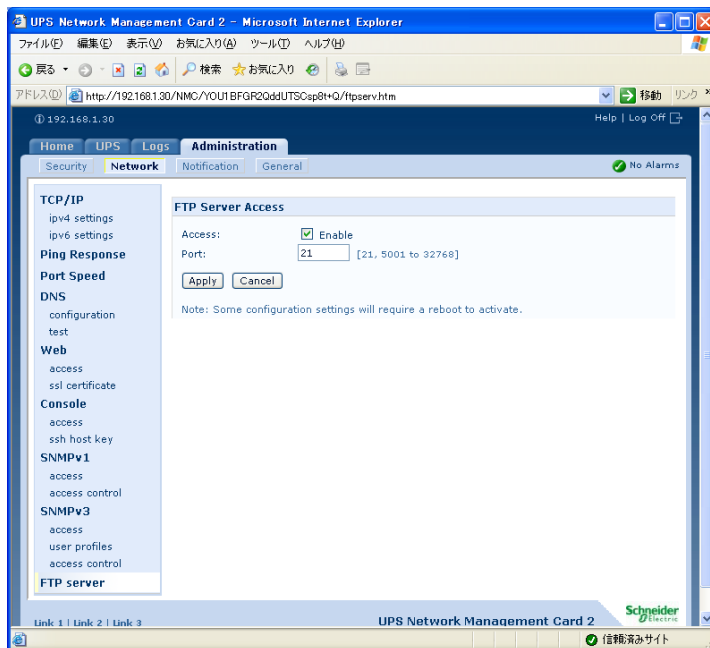 UPS Network Management Card 2 - Microsoft Internet Explorer
ファイル(F) 編集(E) 表示(V) お気に入り(A) ツール(T) ヘルプ(H)
戻る 検索 お気に入り
アドレス(D) http://192.168.1.30/NMC/YOU1BFGR2QddUTSCsp8t+Q/ftpserv.htm 移動 リンク »
192.168.1.30 Help | Log Off
Home UPS Logs Administration
Security Network Notification General No Alarms
TCP/IP
ipv4 settings
ipv6 settings
Ping Response
Port Speed
DNS
configuration
test
Web
access
ssl certificate
Console
access
ssh host key
SNMPv1
access
access control
SNMPv3
access
user profiles
access control
FTP server
FTP Server Access
Access: Enable
Port: 21 [21, 5001 to 32768]
Apply Cancel
Note: Some configuration settings will require a reboot to activate.
Link 1 | Link 2 | Link 3 UPS Network Management Card 2 Schneider Electric
信頼済みサイト